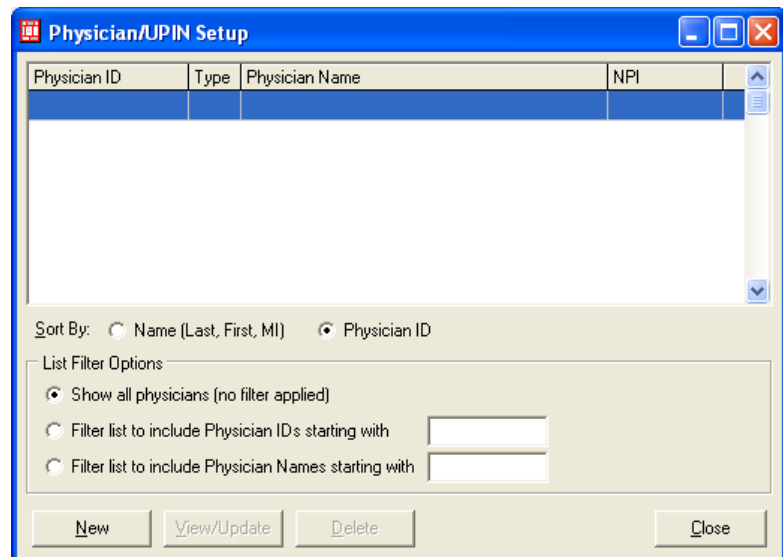 Physician/UPIN Setup
Physician ID Type Physician Name NPI
Sort By: Name (Last, First, MI) Physician ID
List Filter Options
Show all physicians (no filter applied)
Filter list to include Physician IDs starting with
Filter list to include Physician Names starting with
New View/Update Delete Close